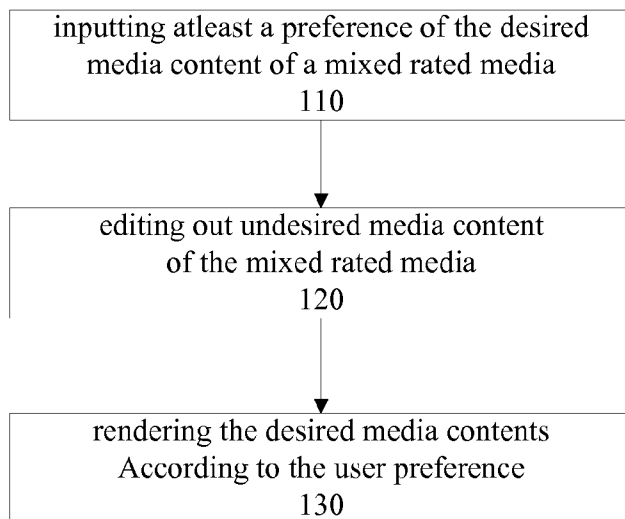 inputting atleast a preference of the desired
media content of a mixed rated media
110
editing out undesired media content
of the mixed rated media
120
rendering the desired media contents
According to the user preference
130